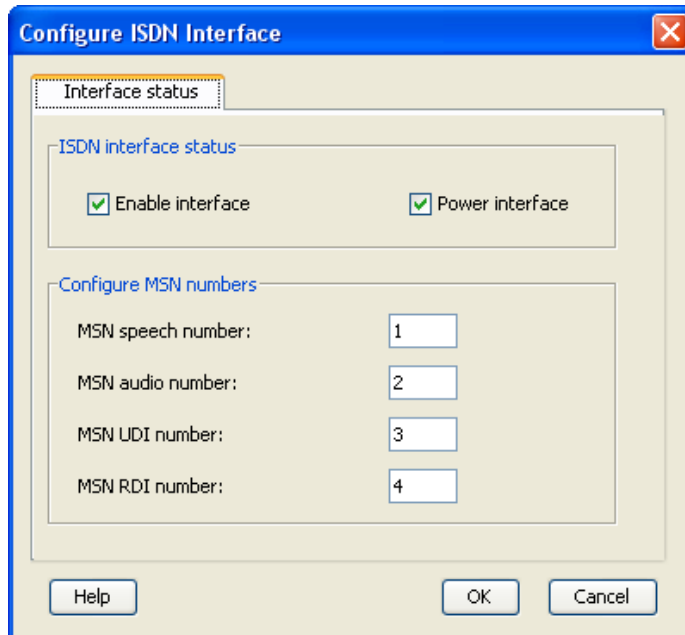 Configure ISDN Interface
Interface status
ISDN interface status
Enable interface Power interface
Configure MSN numbers
MSN speech number: 1
MSN audio number: 2
MSN UDI number: 3
MSN RDI number: 4
Help OK Cancel